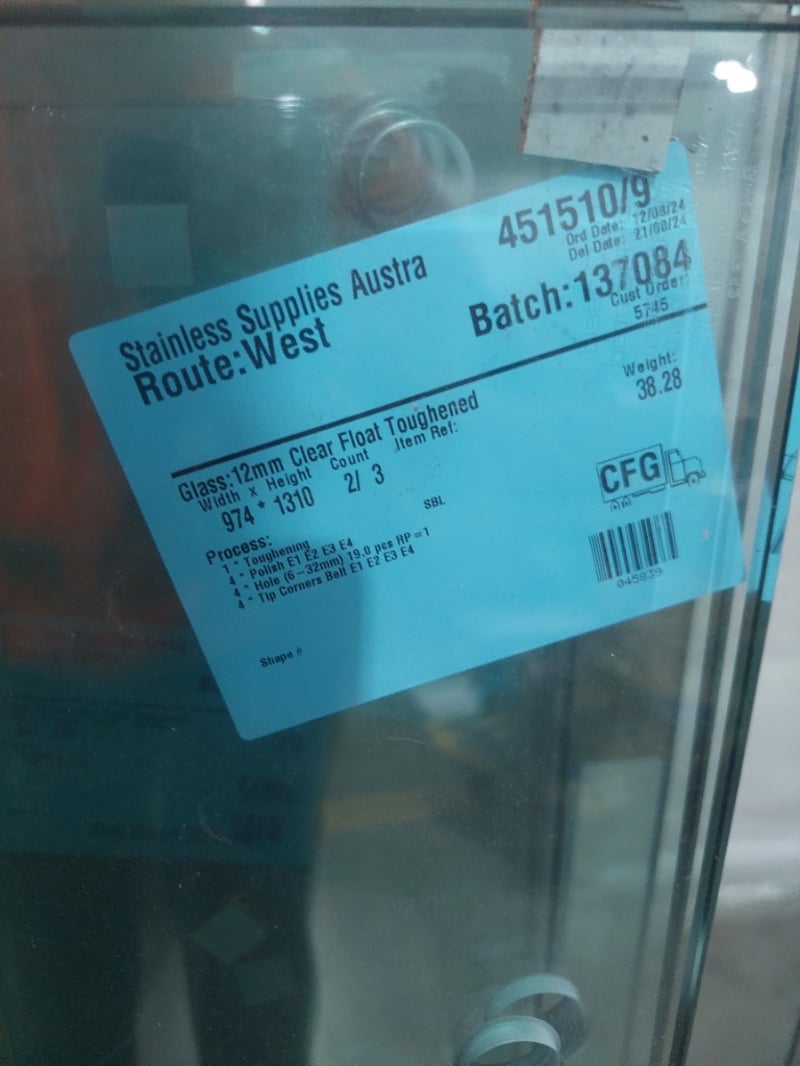 451510/9
Ord Date: 12/08/24
Del Date: 21/08/24
Stainless Supplies Austra
Route:West
Batch:137084
Cust Order:
5745
Weight:
38.28
Glass:12mm Clear Float Toughened
Width x Height Count Item Ref:
974 * 1310 2/ 3
SBL
Process:
1 * Toughening
4 * Polish E1 E2 E3 E4
4 * Hole (6-32mm) 19.0 pcs RP=1
4 * Tip Corners Belt E1 E2 E3 E4
CFG
045839
Shape #